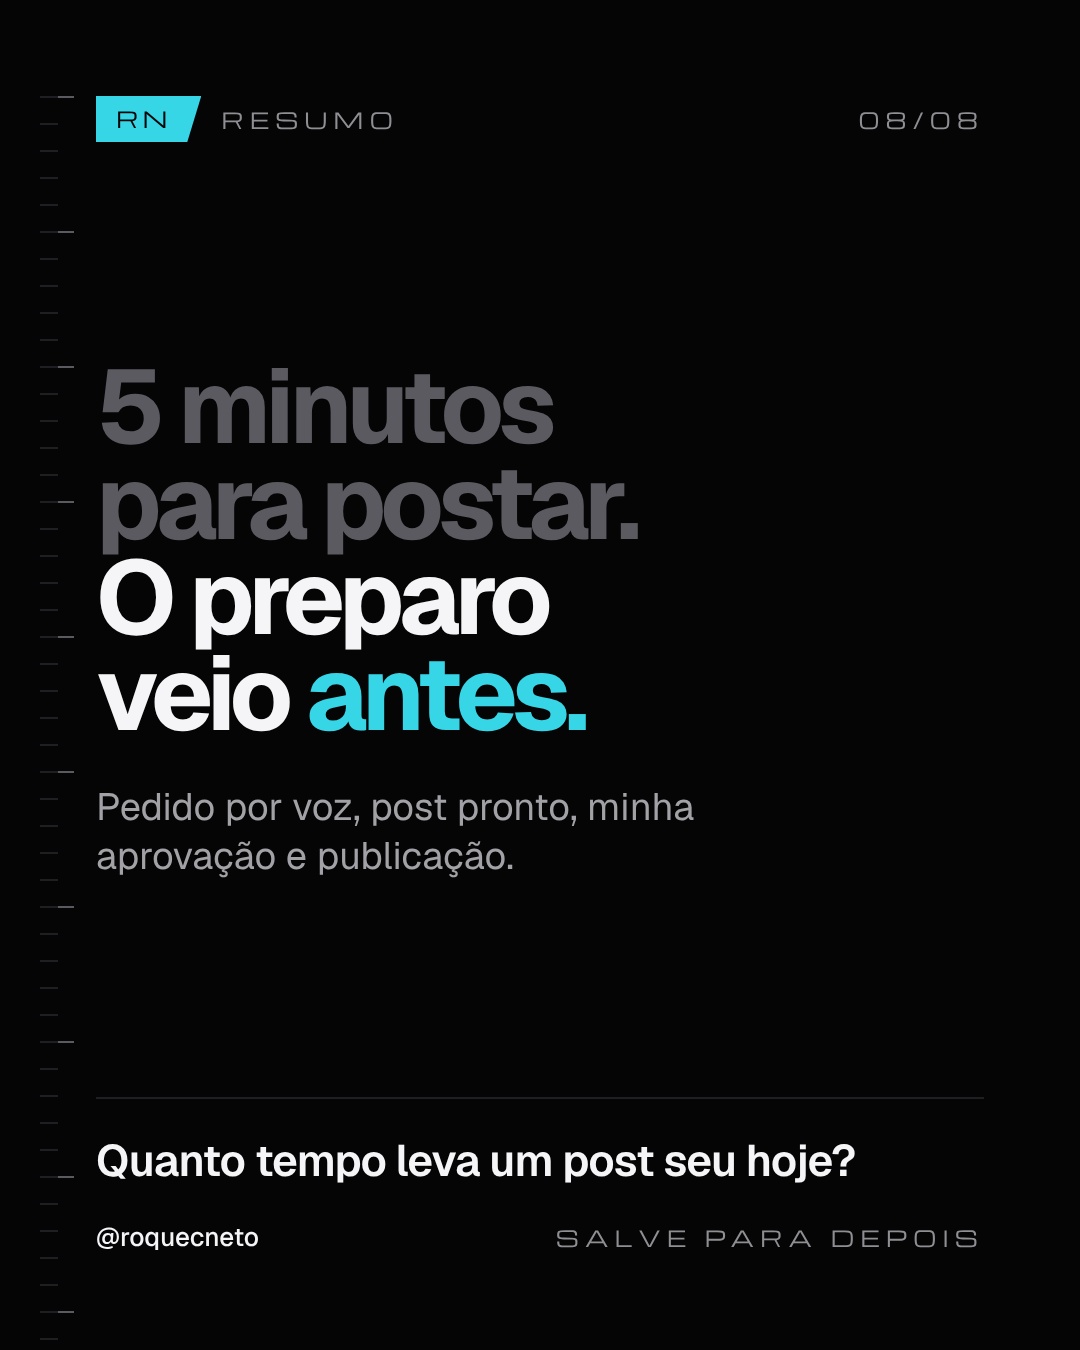 RN RESUMO 08/08
5 minutos
para postar.
O preparo
veio antes.
Pedido por voz, post pronto, minha
aprovação e publicação.
Quanto tempo leva um post seu hoje?
@roquecneto SALVE PARA DEPOIS